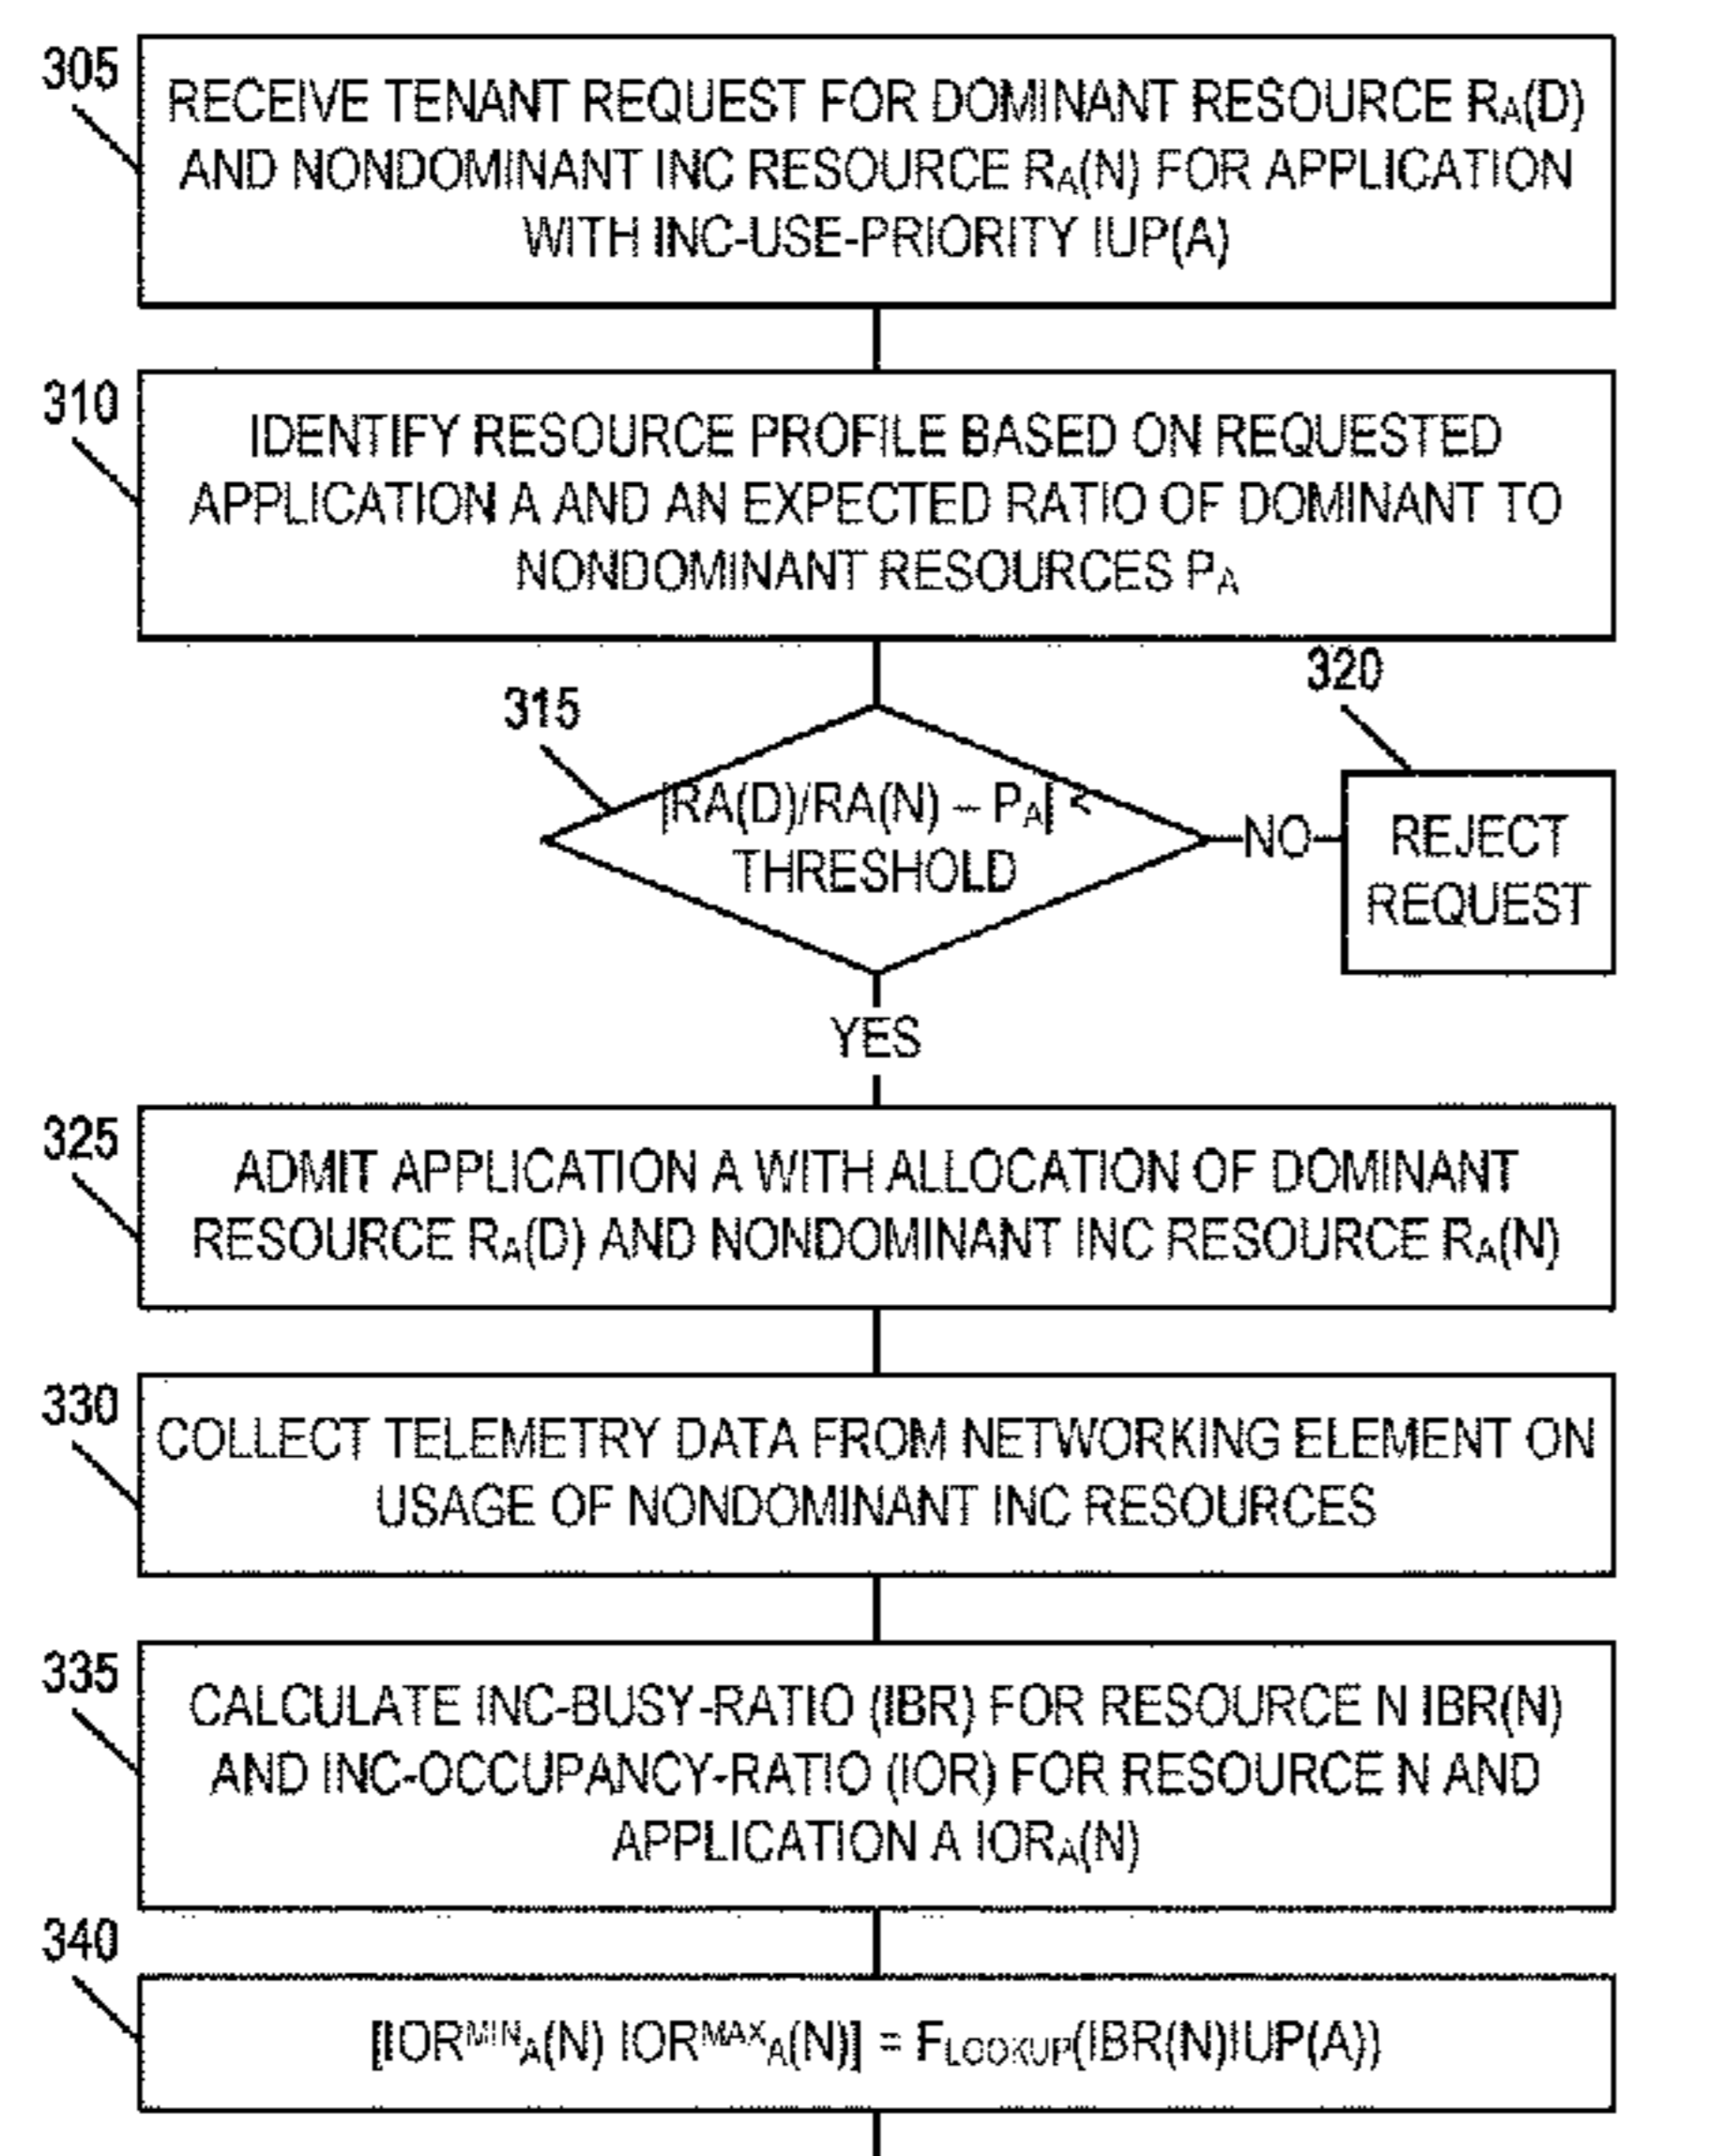 305
RECEIVE TENANT REQUEST FOR DOMINANT RESOURCE RA(D)
AND NONDOMINANT INC RESOURCE RA(N) FOR APPLICATION
WITH INC-USE-PRIORITY IUP(A)
310
IDENTIFY RESOURCE PROFILE BASED ON REQUESTED
APPLICATION A AND AN EXPECTED RATIO OF DOMINANT TO
NONDOMINANT RESOURCES PA
315
|RA(D)/RA(N) – PA| <
THRESHOLD
NO
320
REJECT
REQUEST
YES
325
ADMIT APPLICATION A WITH ALLOCATION OF DOMINANT
RESOURCE RA(D) AND NONDOMINANT INC RESOURCE RA(N)
330
COLLECT TELEMETRY DATA FROM NETWORKING ELEMENT ON
USAGE OF NONDOMINANT INC RESOURCES
335
CALCULATE INC-BUSY-RATIO (IBR) FOR RESOURCE N IBR(N)
AND INC-OCCUPANCY-RATIO (IOR) FOR RESOURCE N AND
APPLICATION A IORA(N)
340
[IORMINA(N) IORMAXA(N)] = FLOOKUP(IBR(N)IUP(A))